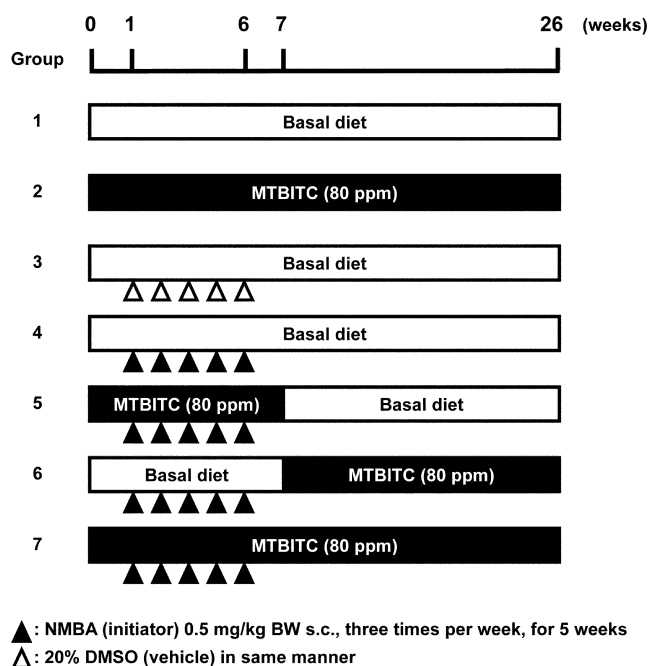 0 1 6 7 26 (weeks)
Group
1 Basal diet
2 MTBITC (80 ppm)
3 Basal diet
4 Basal diet
5 MTBITC (80 ppm) Basal diet
6 Basal diet MTBITC (80 ppm)
7 MTBITC (80 ppm)
▲: NMBA (initiator) 0.5 mg/kg BW s.c., three times per week, for 5 weeks
△: 20% DMSO (vehicle) in same manner